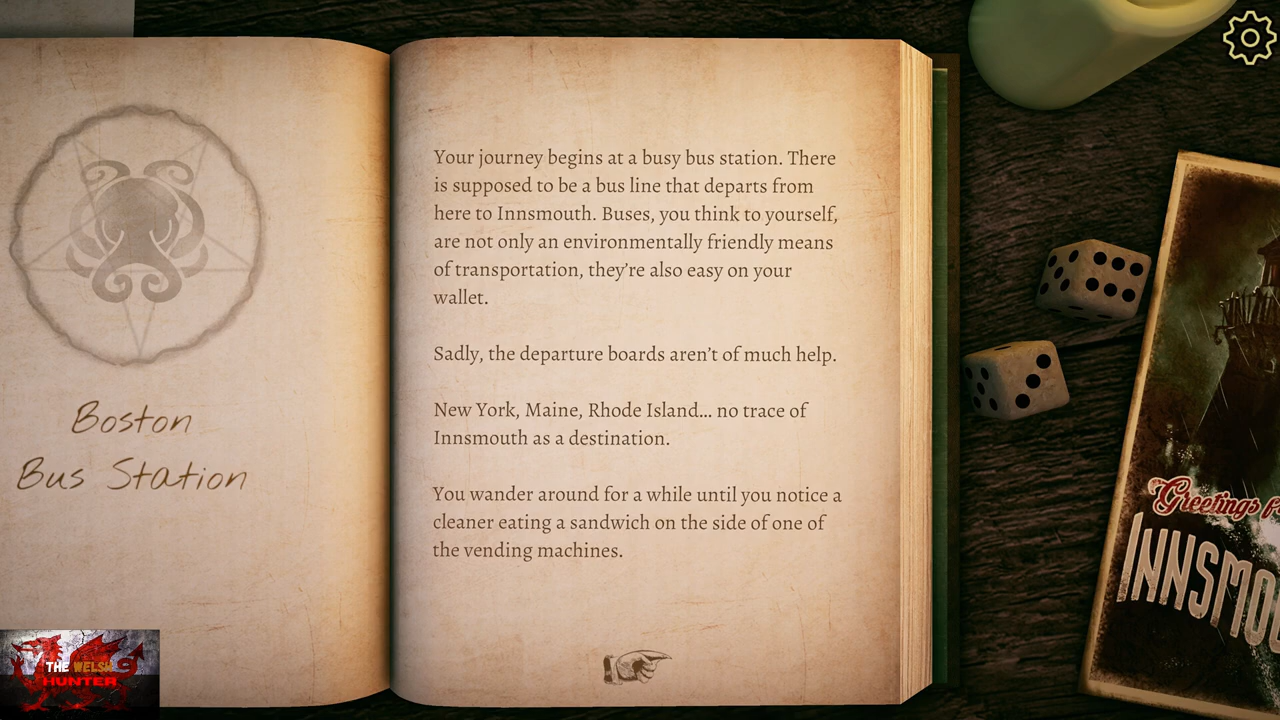 Boston
Bus Station
Your journey begins at a busy bus station. There
is supposed to be a bus line that departs from
here to Innsmouth. Buses, you think to yourself,
are not only an environmentally friendly means
of transportation, they’re also easy on your
wallet.
Sadly, the departure boards aren’t of much help.
New York, Maine, Rhode Island... no trace of
Innsmouth as a destination.
You wander around for a while until you notice a
cleaner eating a sandwich on the side of one of
the vending machines.
Greetings f
INNSMO
THE WELSH
HUNTER